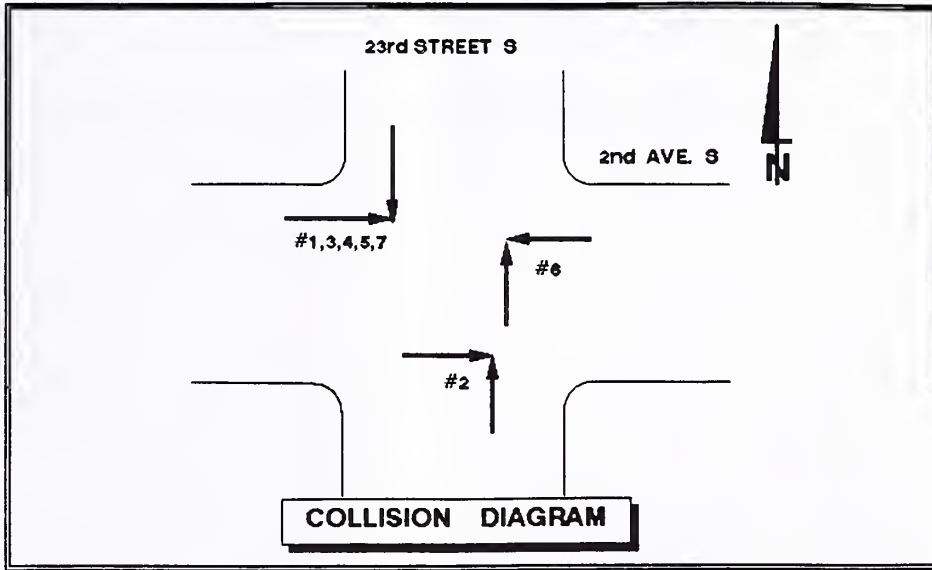 23rd STREET S
2nd AVE. S
N
#1,3,4,5,7
#6
#2
COLLISION DIAGRAM